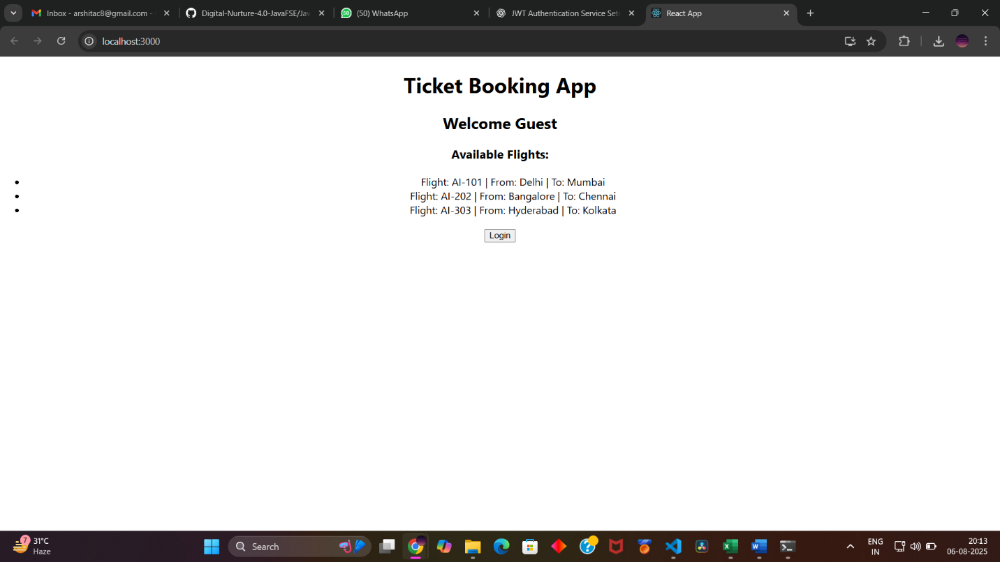 Inbox - arshitac8@gmail.com -
Digital-Nurture-4.0-JavaFSE/Jav
50
(50) WhatsApp
JWT Authentication Service Set
React App
localhost:3000
Ticket Booking App
Welcome Guest
Available Flights:
• Flight: AI-101 | From: Delhi | To: Mumbai
• Flight: AI-202 | From: Bangalore | To: Chennai
• Flight: AI-303 | From: Hyderabad | To: Kolkata
Login
7
31°C
Haze
Search
ENG
IN
20:13
06-08-2025